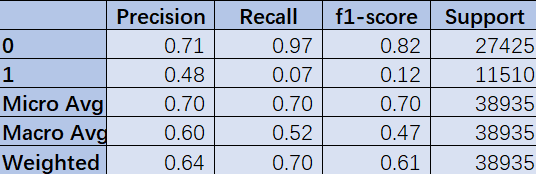 Precision Recall f1-score Support
0 0.71 0.97 0.82 27425
1 0.48 0.07 0.12 11510
Micro Avg 0.70 0.70 0.70 38935
Macro Avg 0.60 0.52 0.47 38935
Weighted 0.64 0.70 0.61 38935